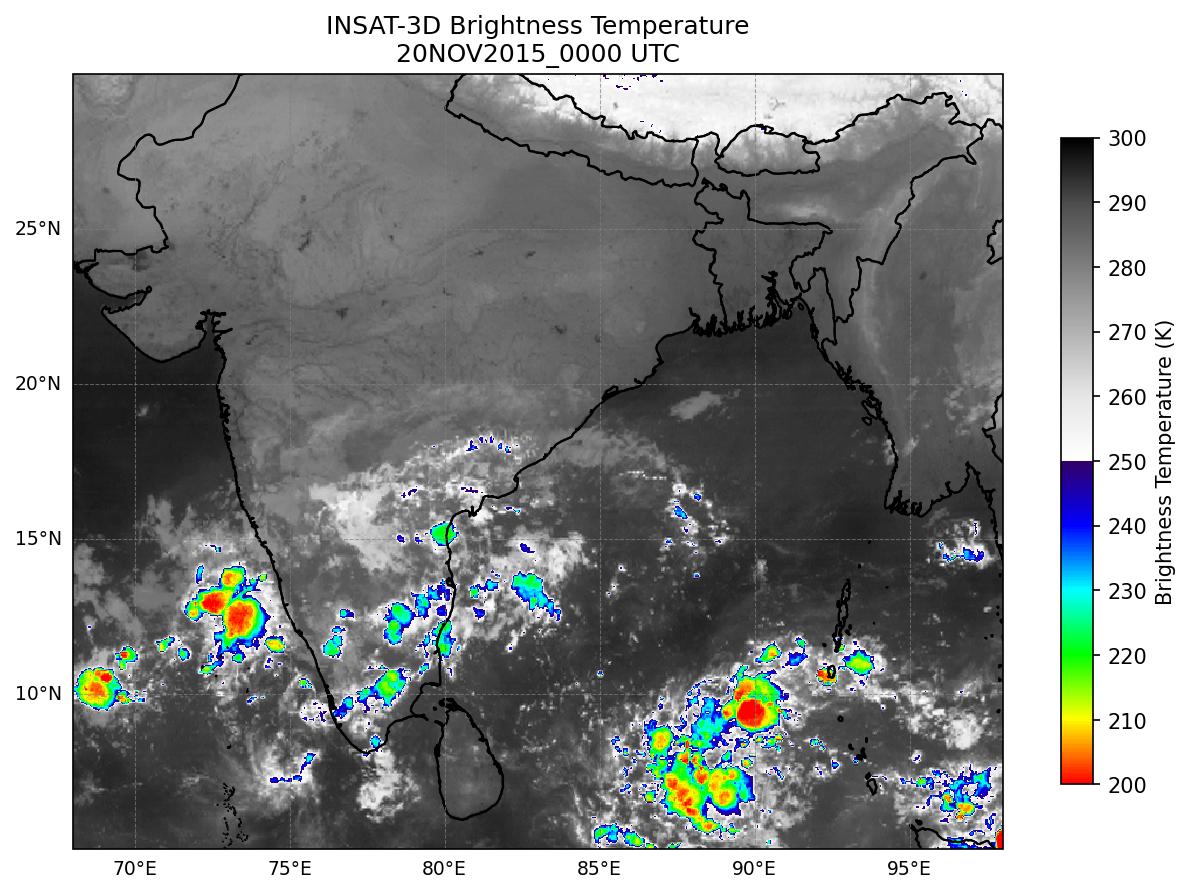 INSAT-3D Brightness Temperature
20NOV2015_0000 UTC
25°N
20°N
15°N
10°N
70°E
75°E
80°E
85°E
90°E
95°E
300
290
280
270
260
250
240
230
220
210
200
Brightness Temperature (K)